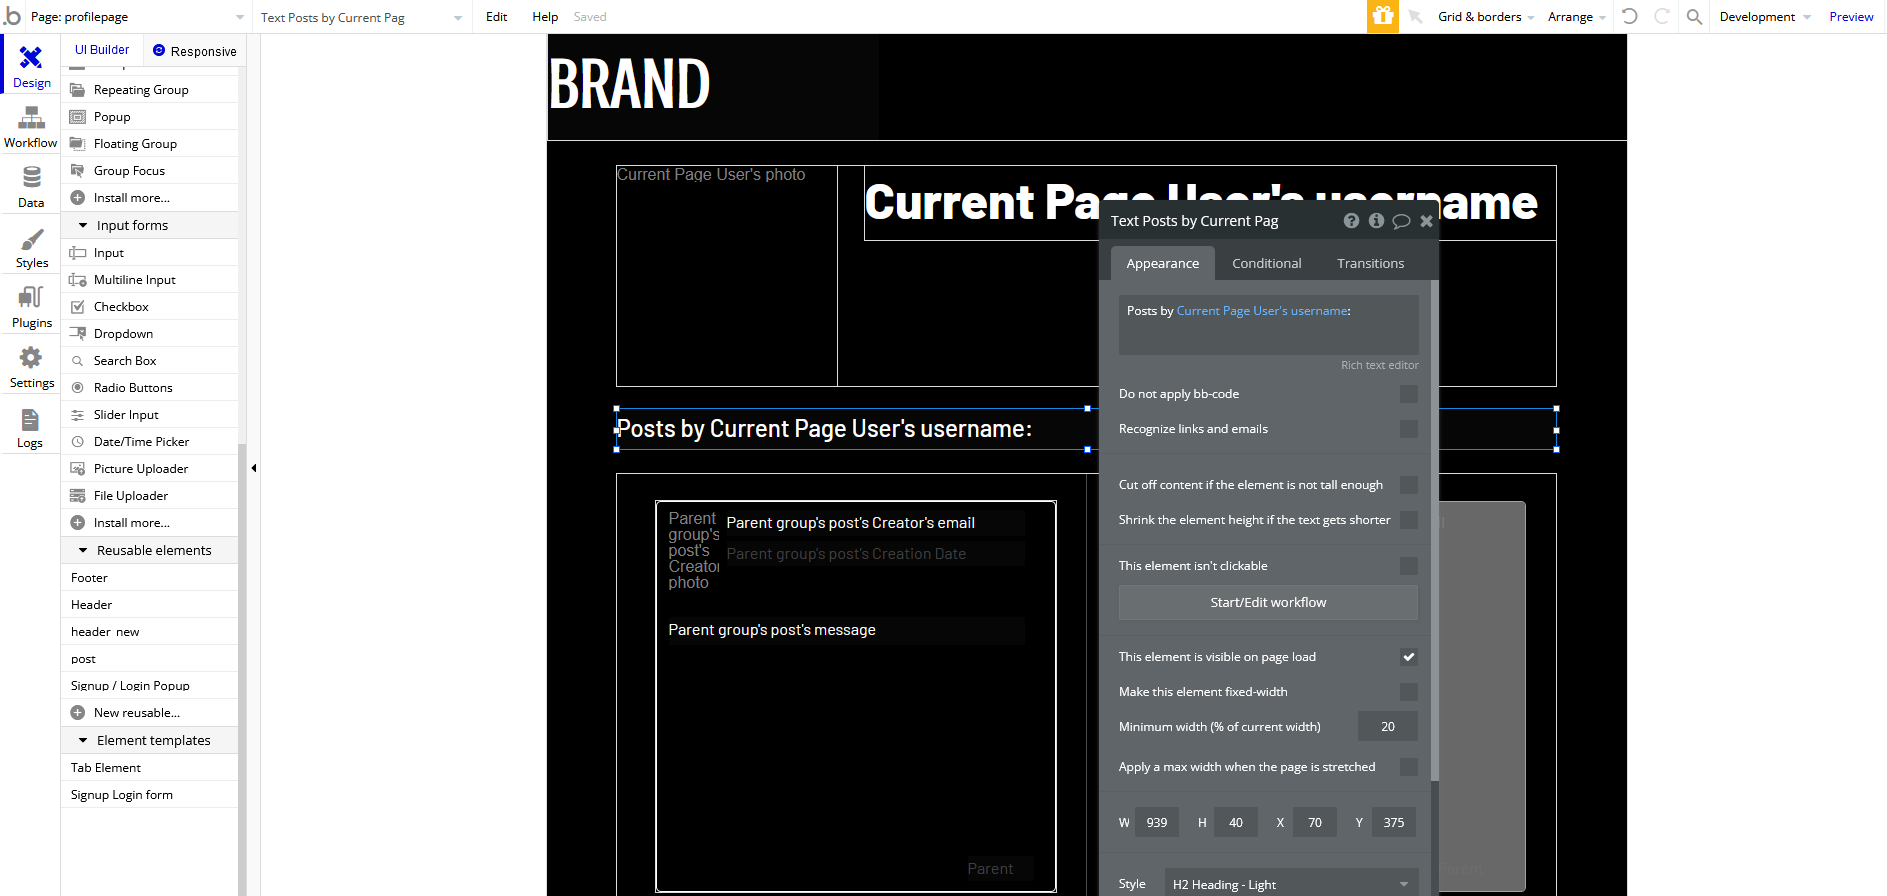 Page: profilepage
Text Posts by Current Pag
Edit
Help
Saved
Grid & borders
Arrange
Development
Preview
Design
Workflow
Data
Styles
Plugins
Settings
Logs
UI Builder
Responsive
Repeating Group
Popup
Floating Group
Group Focus
Install more...
Input forms
Input
Multiline Input
Checkbox
Dropdown
Search Box
Radio Buttons
Slider Input
Date/Time Picker
Picture Uploader
File Uploader
Install more...
Reusable elements
Footer
Header
header new
post
Signup / Login Popup
New reusable...
Element templates
Tab Element
Signup Login form
BRAND
Current Page User's photo
Current Page User's username
Posts by Current Page User's username:
Parent
group's
post's
Creator
photo
Parent group's post's Creator's email
Parent group's post's Creation Date
Parent group's post's message
Parent
Text Posts by Current Pag
Appearance
Conditional
Transitions
Posts by Current Page User's username:
Rich text editor
Do not apply bb-code
Recognize links and emails
Cut off content if the element is not tall enough
Shrink the element height if the text gets shorter
This element isn't clickable
Start/Edit workflow
This element is visible on page load
Make this element fixed-width
Minimum width (% of current width) 20
Apply a max width when the page is stretched
W 939 H 40 X 70 Y 375
Style H2 Heading - Light